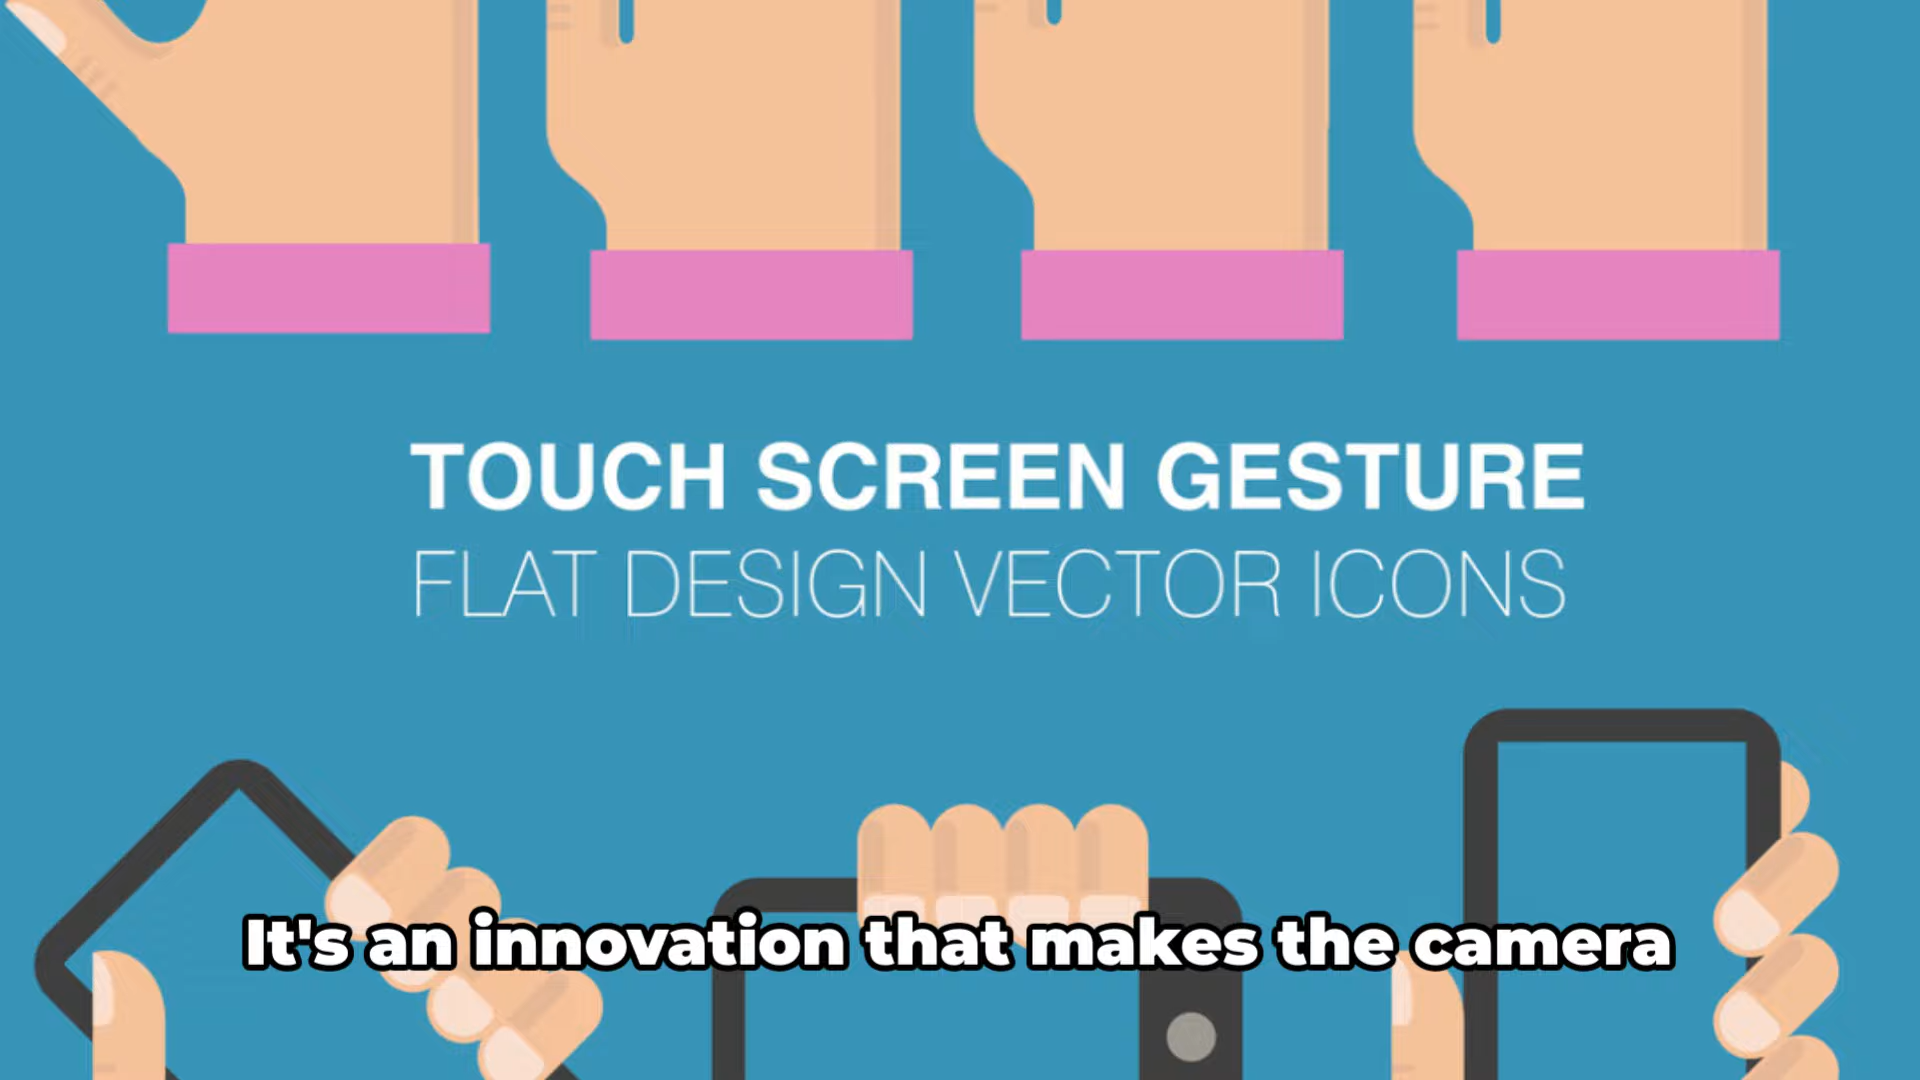 TOUCH SCREEN GESTURE
FLAT DESIGN VECTOR ICONS
It's an innovation that makes the camera